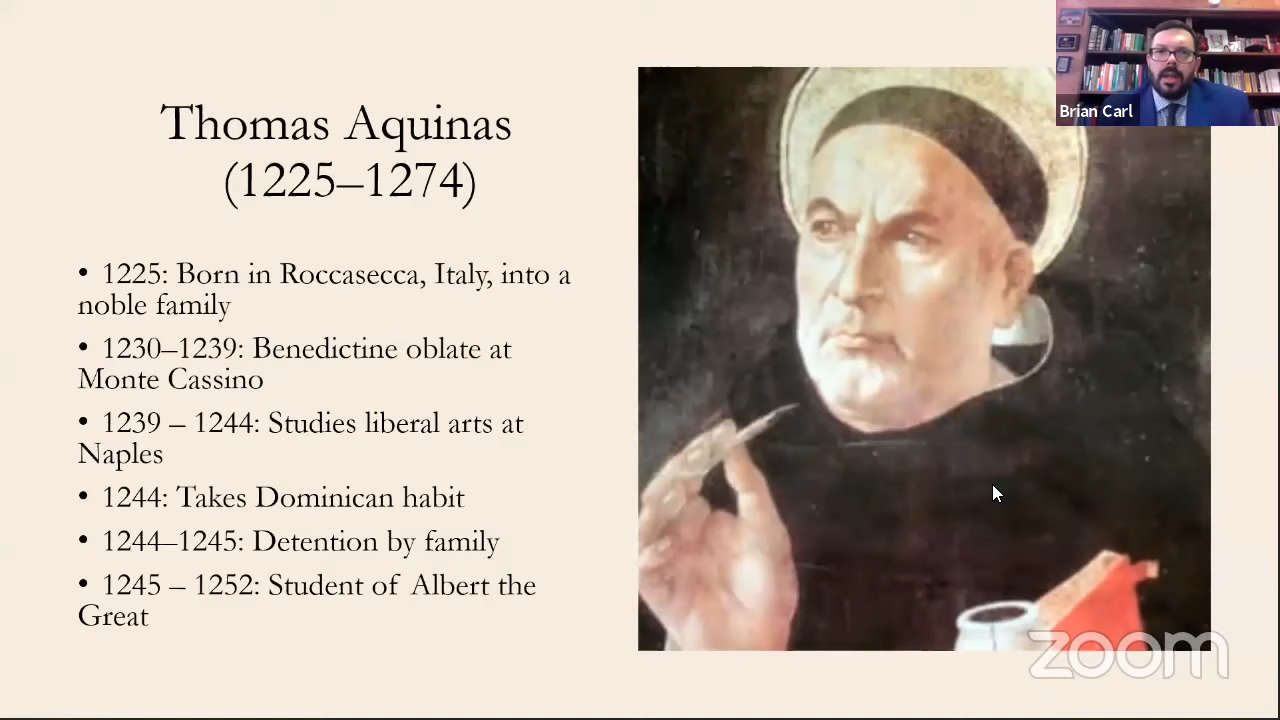 Thomas Aquinas
(1225–1274)
• 1225: Born in Roccasecca, Italy, into a
noble family
• 1230–1239: Benedictine oblate at
Monte Cassino
• 1239 – 1244: Studies liberal arts at
Naples
• 1244: Takes Dominican habit
• 1244–1245: Detention by family
• 1245 – 1252: Student of Albert the
Great
Brian Carl
zoom